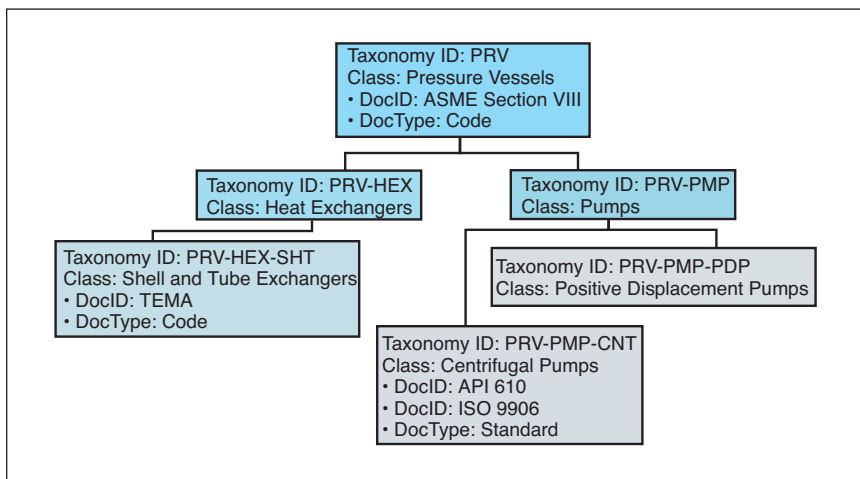 Taxonomy ID: PRV
Class: Pressure Vessels
• DocID: ASME Section VIII
• DocType: Code
Taxonomy ID: PRV-HEX
Class: Heat Exchangers
Taxonomy ID: PRV-PMP
Class: Pumps
Taxonomy ID: PRV-HEX-SHT
Class: Shell and Tube Exchangers
• DocID: TEMA
• DocType: Code
Taxonomy ID: PRV-PMP-PDP
Class: Positive Displacement Pumps
Taxonomy ID: PRV-PMP-CNT
Class: Centrifugal Pumps
• DocID: API 610
• DocID: ISO 9906
• DocType: Standard